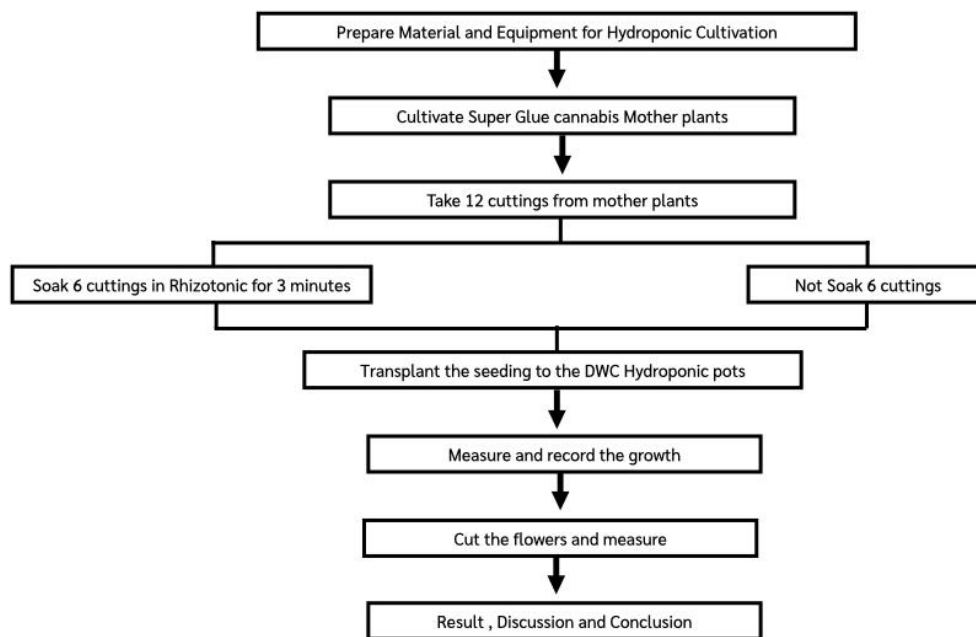 Prepare Material and Equipment for Hydroponic Cultivation
Cultivate Super Glue cannabis Mother plants
Take 12 cuttings from mother plants
Soak 6 cuttings in Rhizotonic for 3 minutes
Not Soak 6 cuttings
Transplant the seeding to the DWC Hydroponic pots
Measure and record the growth
Cut the flowers and measure
Result , Discussion and Conclusion